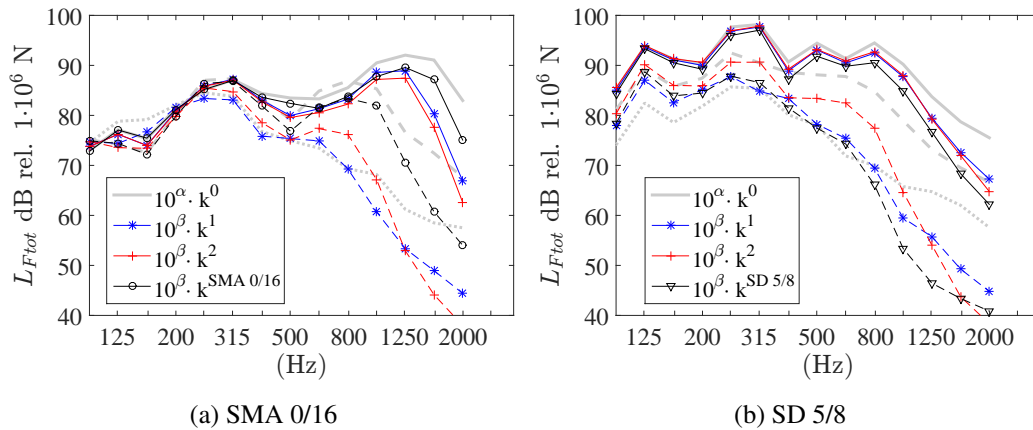 100
90
80
70
60
50
40
L_Ftot dB rel. 1·10^6 N
10^α · k^0
10^β · k^1
10^β · k^2
10^β · k^SMA 0/16
125 200 315 500 800 1250 2000
(Hz)
(a) SMA 0/16
100
90
80
70
60
50
40
L_Ftot dB rel. 1·10^6 N
10^α · k^0
10^β · k^1
10^β · k^2
10^β · k^SD 5/8
125 200 315 500 800 1250 2000
(Hz)
(b) SD 5/8